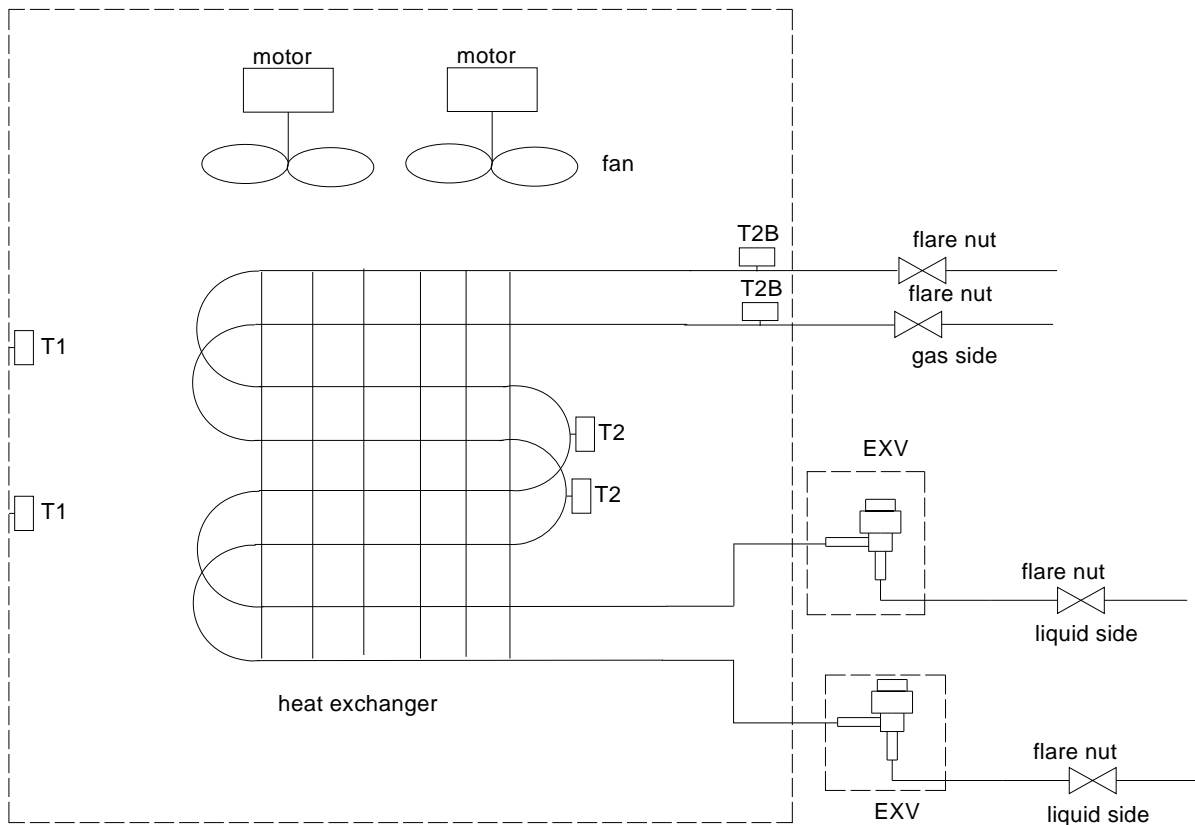 motor
motor
fan
T2B
flare nut
T2B
flare nut
T1
gas side
T2
EXV
T2
T1
flare nut
liquid side
heat exchanger
flare nut
EXV
liquid side